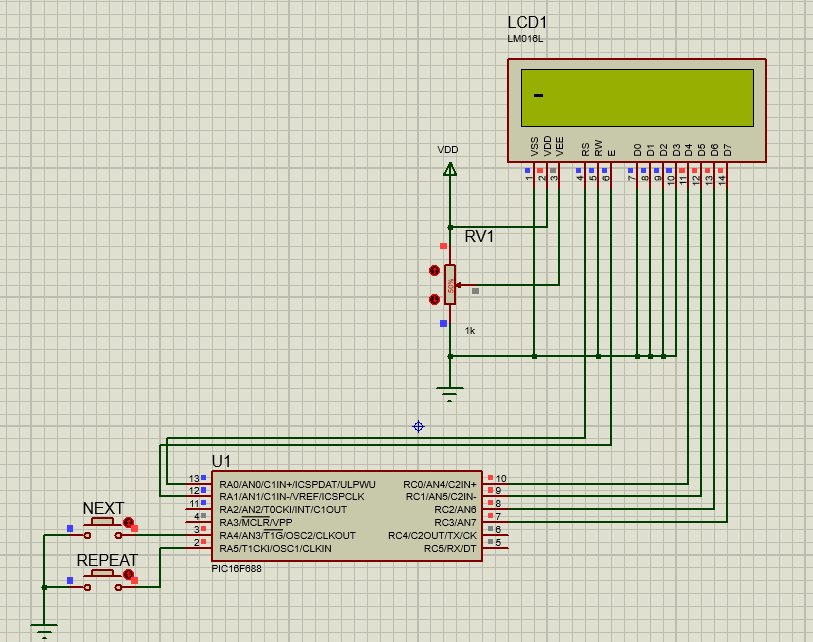 LCD1
LM016L
VSS VDD VEE RS RW E D0 D1 D2 D3 D4 D5 D6 D7
1 2 3 4 5 6 7 8 9 10 11 12 13 14
VDD
RV1
50%
1k
U1
13 RA0/AN0/C1IN+/ICSPDAT/ULPWU RC0/AN4/C2IN+ 10
12 RA1/AN1/C1IN-/VREF/ICSPCLK RC1/AN5/C2IN- 9
11 RA2/AN2/T0CKI/INT/C1OUT RC2/AN6 8
4 RA3/MCLR/VPP RC3/AN7 7
3 RA4/AN3/T1G/OSC2/CLKOUT RC4/C2OUT/TX/CK 6
2 RA5/T1CKI/OSC1/CLKIN RC5/RX/DT 5
PIC16F688
NEXT
REPEAT